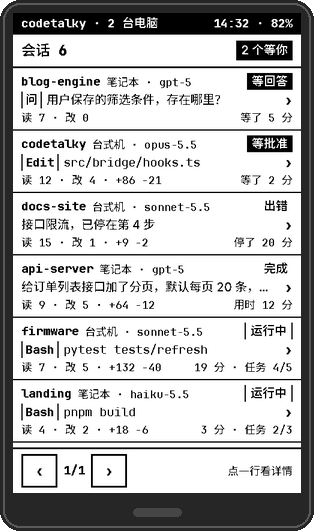 codetalky · 2 台电脑 14:32 · 82%
会话 6 2 个等你
blog-engine 笔记本 · gpt-5 等回答
问 用户保存的筛选条件，存在哪里? ›
读 7 · 改 0 等了 5 分
codetalky 台式机 · opus-5.5 等批准
Edit src/bridge/hooks.ts ›
读 12 · 改 4 · +86 -21 等了 2 分
docs-site 台式机 · sonnet-5.5 出错
接口限流，已停在第 4 步 ›
读 15 · 改 1 · +9 -2 停了 20 分
api-server 笔记本 · gpt-5 完成
给订单列表接口加了分页，默认每页 20 条，… ›
读 9 · 改 5 · +64 -12 用时 12 分
firmware 台式机 · sonnet-5.5 运行中
Bash pytest tests/refresh ›
读 7 · 改 5 · +132 -40 19 分 · 任务 4/5
landing 笔记本 · haiku-5.5 运行中
Bash pnpm build ›
读 4 · 改 2 · +18 -6 3 分 · 任务 2/3
‹ 1/1 › 点一行看详情